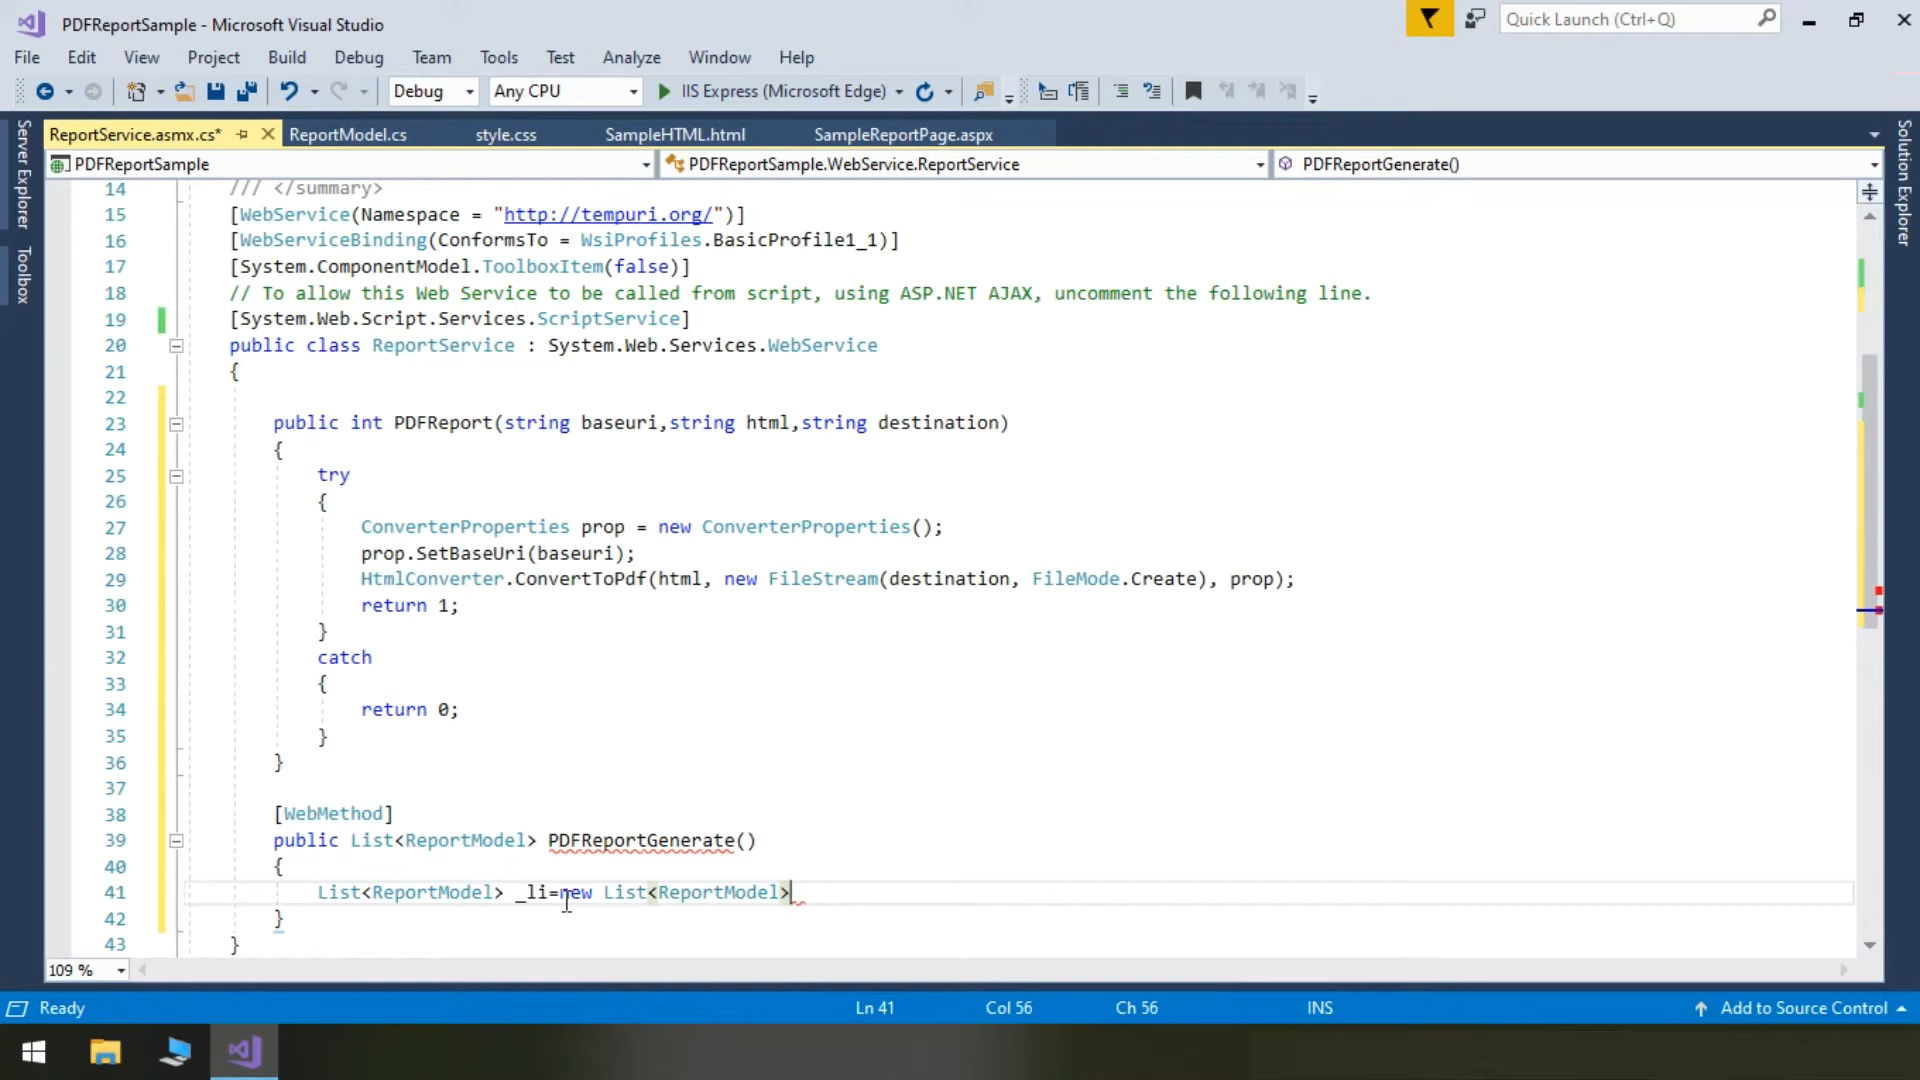 PDFReportSample - Microsoft Visual Studio
Quick Launch (Ctrl+Q)
File Edit View Project Build Debug Team Tools Test Analyze Window Help
Debug Any CPU IIS Express (Microsoft Edge)
Server Explorer
Toolbox
Solution Explorer
ReportService.asmx.cs* ReportModel.cs style.css SampleHTML.html SampleReportPage.aspx
PDFReportSample PDFReportSample.WebService.ReportService PDFReportGenerate()
14 /// </summary>
15 [WebService(Namespace = "http://tempuri.org/")]
16 [WebServiceBinding(ConformsTo = WsiProfiles.BasicProfile1_1)]
17 [System.ComponentModel.ToolboxItem(false)]
18 // To allow this Web Service to be called from script, using ASP.NET AJAX, uncomment the following line.
19 [System.Web.Script.Services.ScriptService]
20 public class ReportService : System.Web.Services.WebService
21 {
22
23 public int PDFReport(string baseuri,string html,string destination)
24 {
25 try
26 {
27 ConverterProperties prop = new ConverterProperties();
28 prop.SetBaseUri(baseuri);
29 HtmlConverter.ConvertToPdf(html, new FileStream(destination, FileMode.Create), prop);
30 return 1;
31 }
32 catch
33 {
34 return 0;
35 }
36 }
37
38 [WebMethod]
39 public List<ReportModel> PDFReportGenerate()
40 {
41 List<ReportModel> _li=new List<ReportModel>
42 }
43 }
109 %
Ready Ln 41 Col 56 Ch 56 INS Add to Source Control